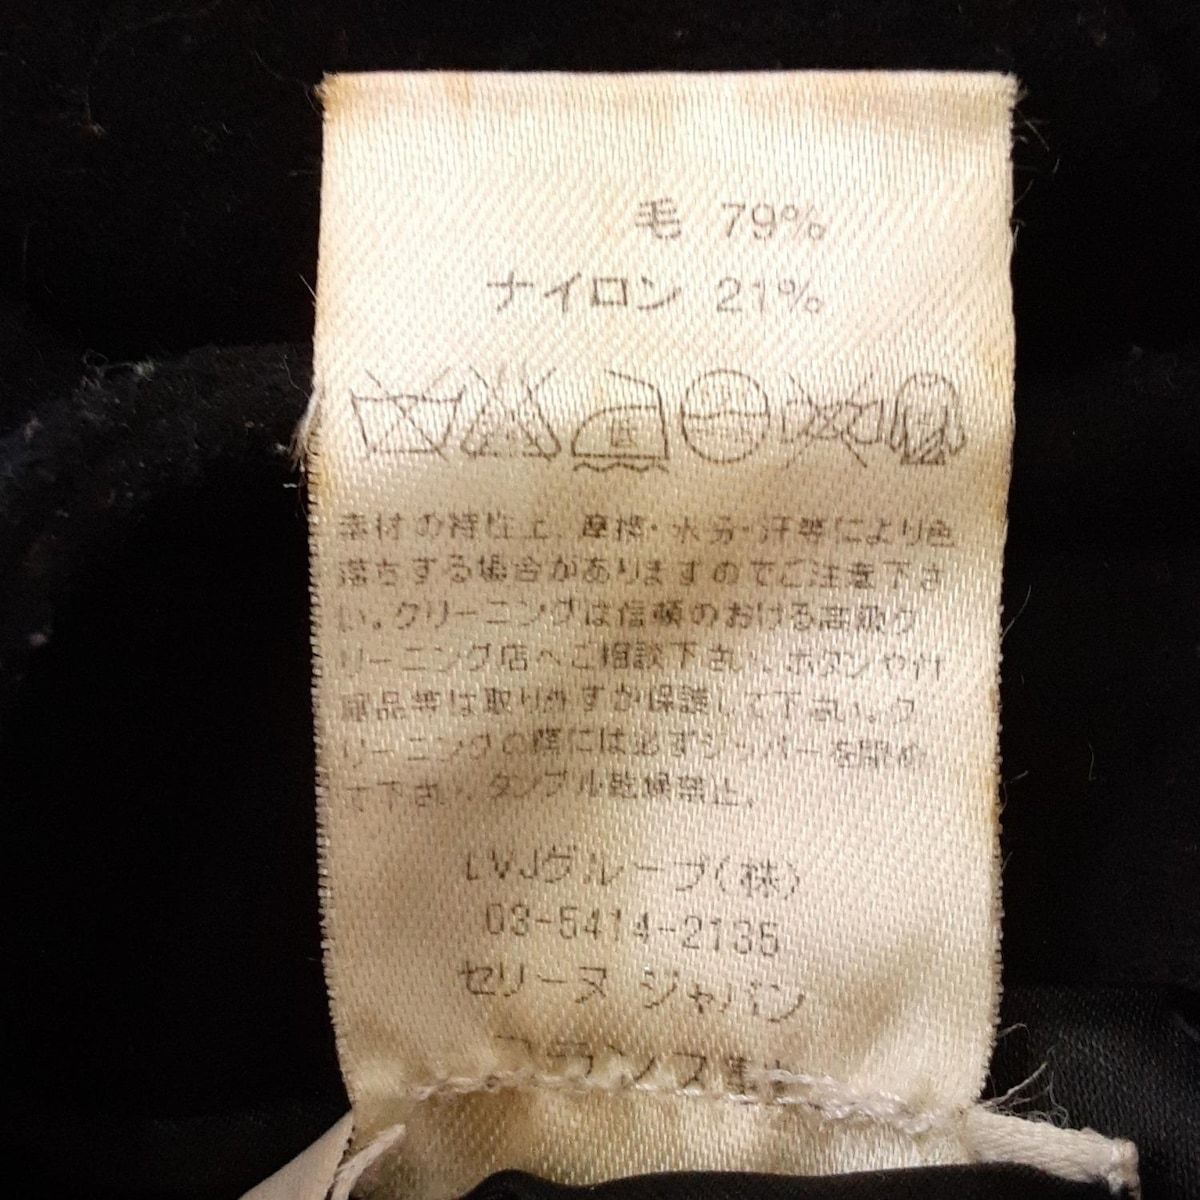 毛 79%
ナイロン 21%
素材の特性上、摩擦・水分・汗等により色
落ちする場合がありますのでご注意下さ
い。クリーニングは信頼のおける高級ク
リーニング店へご相談下さい。ボタンや付
属品等は取り外すか保護して下さい。ク
リーニングの際には必ずジッパーを閉め
て下さい。タンブル乾燥禁止。
LVJグループ(株)
03-5414-2135
セリーヌ ジャパン
フランス製